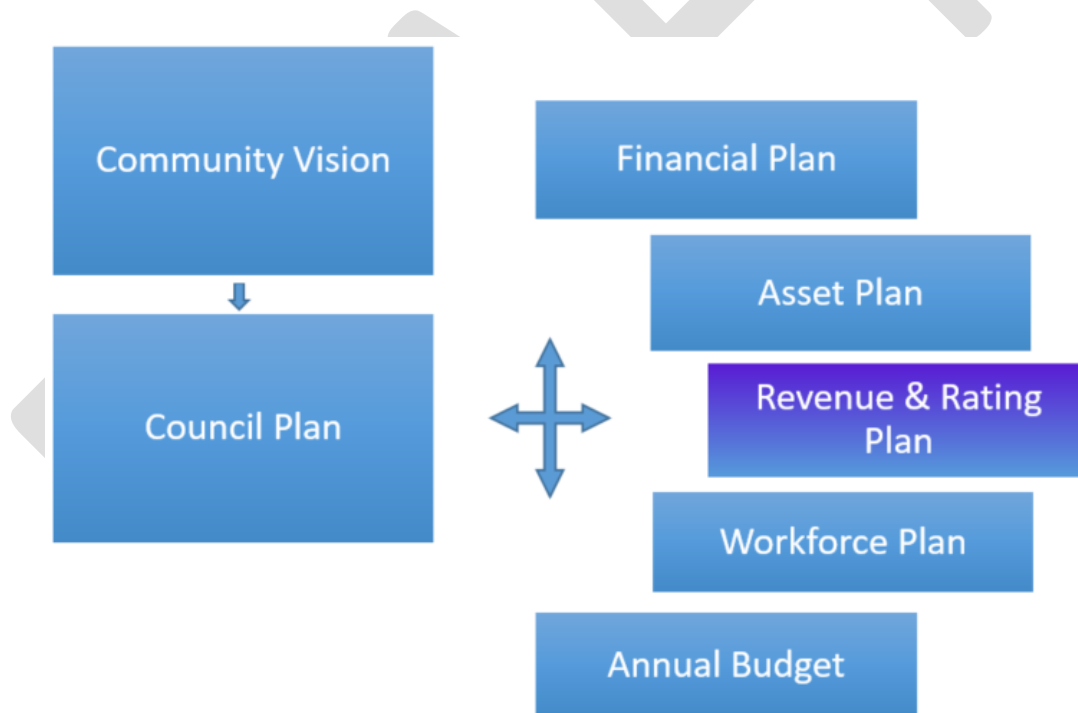 Community Vision
Council Plan
Financial Plan
Asset Plan
Revenue & Rating
Plan
Workforce Plan
Annual Budget